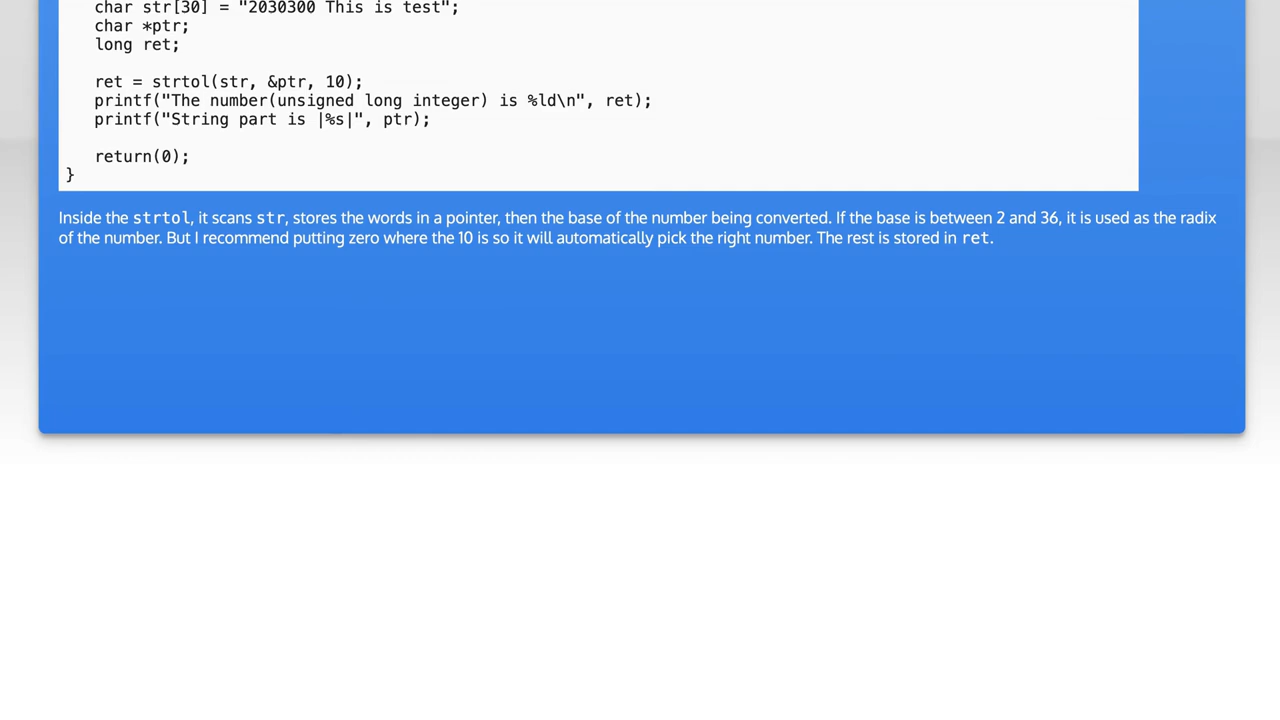 char str[30] = "2030300 This is test";
char *ptr;
long ret;
ret = strtol(str, &ptr, 10);
printf("The number(unsigned long integer) is %ld\n", ret);
printf("String part is |%s|", ptr);
return(0);
}
Inside the strtol, it scans str, stores the words in a pointer, then the base of the number being converted. If the base is between 2 and 36, it is used as the radix
of the number. But I recommend putting zero where the 10 is so it will automatically pick the right number. The rest is stored in ret.